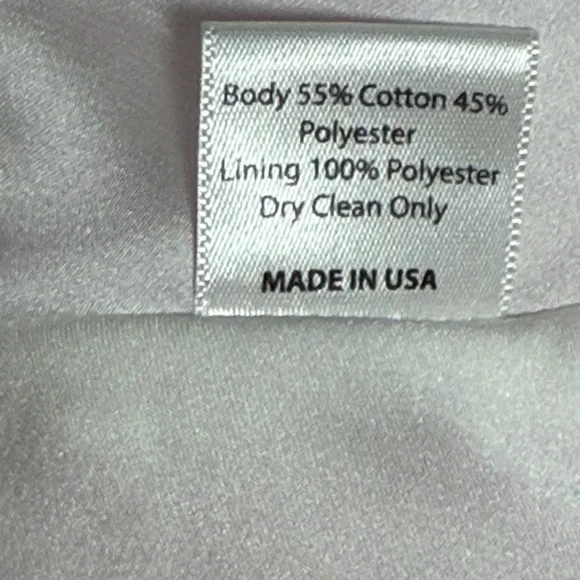 Body 55% Cotton 45%
Polyester
Lining 100% Polyester
Dry Clean Only
MADE IN USA